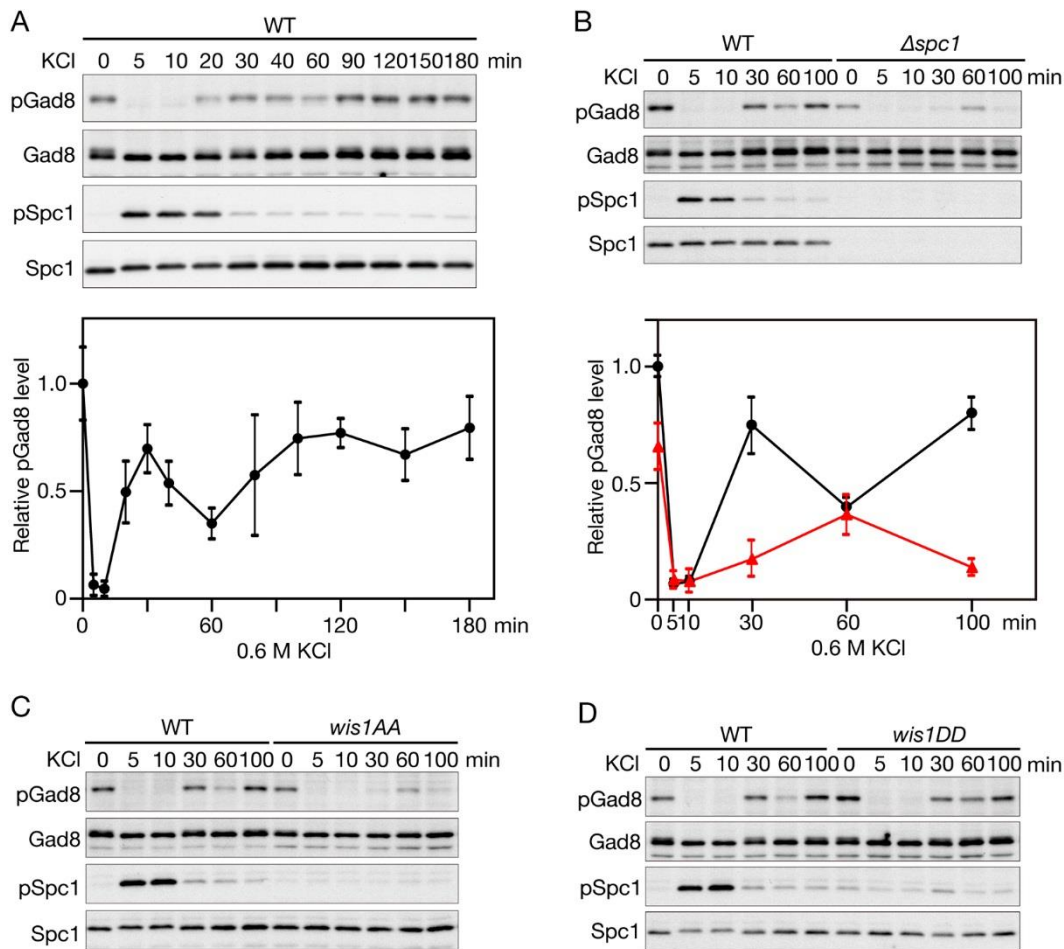 A
WT
KCl 0 5 10 20 30 40 60 90 120 150 180 min
pGad8
Gad8
pSpc1
Spc1
Relative pGad8 level
1.0
0.5
0
0 60 120 180 min
0.6 M KCl
B
WT Δspc1
KCl 0 5 10 30 60 100 0 5 10 30 60 100 min
pGad8
Gad8
pSpc1
Spc1
Relative pGad8 level
1.0
0.5
0
0 5 10 30 60 100 min
0.6 M KCl
C
WT wis1AA
KCl 0 5 10 30 60 100 0 5 10 30 60 100 min
pGad8
Gad8
pSpc1
Spc1
D
WT wis1DD
KCl 0 5 10 30 60 100 0 5 10 30 60 100 min
pGad8
Gad8
pSpc1
Spc1